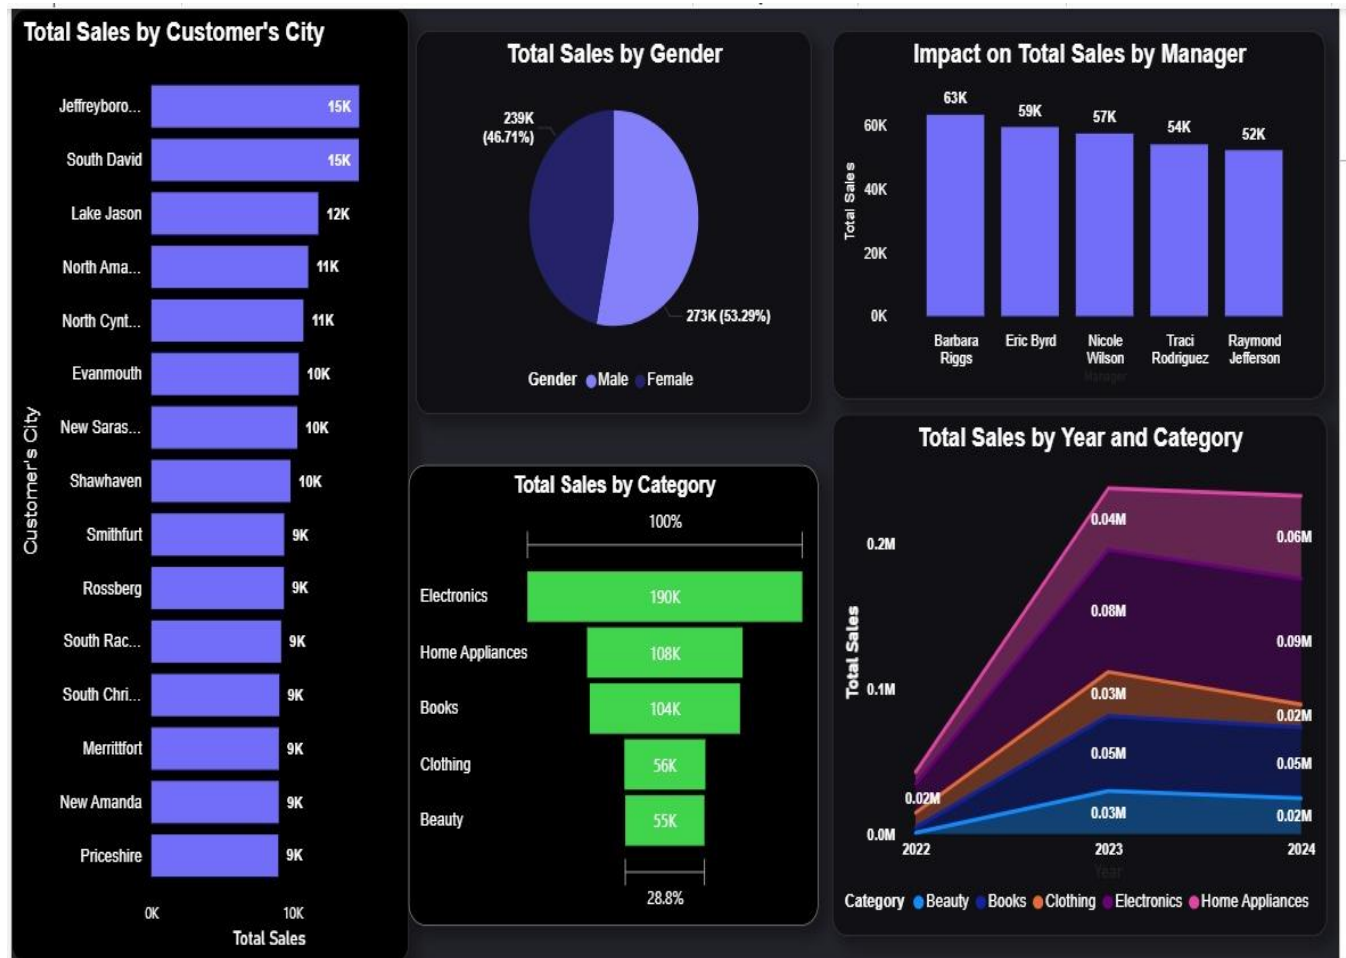 Total Sales by Customer's City
Customer's City
Jeffreyboro... 15K
South David 15K
Lake Jason 12K
North Ama... 11K
North Cynt... 11K
Evanmouth 10K
New Saras... 10K
Shawhaven 10K
Smithfurt 9K
Rossberg 9K
South Rac... 9K
South Chri... 9K
Merrittfort 9K
New Amanda 9K
Priceshire 9K
0K 10K
Total Sales
Total Sales by Gender
239K
(46.71%)
273K (53.29%)
Gender Male Female
Impact on Total Sales by Manager
Total Sales
60K
40K
20K
0K
63K 59K 57K 54K 52K
Barbara Riggs
Eric Byrd
Nicole Wilson
Traci Rodriguez
Raymond Jefferson
Manager
Total Sales by Category
100%
Electronics 190K
Home Appliances 108K
Books 104K
Clothing 56K
Beauty 55K
28.8%
Total Sales by Year and Category
Total Sales
0.2M
0.1M
0.0M
0.04M 0.06M
0.08M 0.09M
0.03M 0.02M
0.05M 0.05M
0.02M
0.03M 0.02M
2022 2023 2024
Year
Category Beauty Books Clothing Electronics Home Appliances